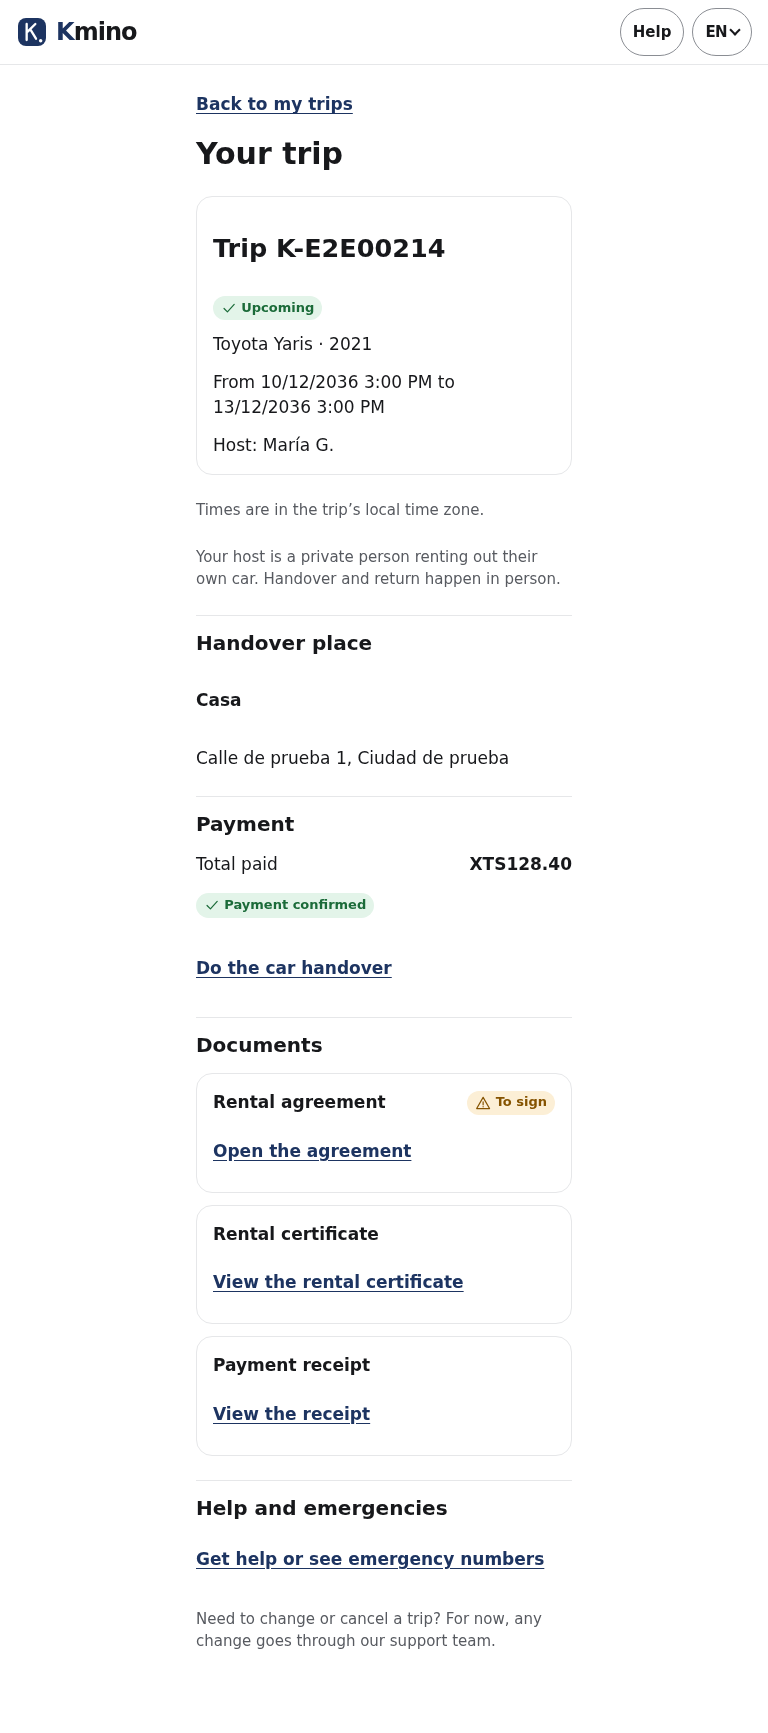 Kmino
Help
EN
Back to my trips
Your trip
Trip K-E2E00214
Upcoming
Toyota Yaris · 2021
From 10/12/2036 3:00 PM to
13/12/2036 3:00 PM
Host: María G.
Times are in the trip’s local time zone.
Your host is a private person renting out their
own car. Handover and return happen in person.
Handover place
Casa
Calle de prueba 1, Ciudad de prueba
Payment
Total paid XTS128.40
Payment confirmed
Do the car handover
Documents
Rental agreement To sign
Open the agreement
Rental certificate
View the rental certificate
Payment receipt
View the receipt
Help and emergencies
Get help or see emergency numbers
Need to change or cancel a trip? For now, any
change goes through our support team.